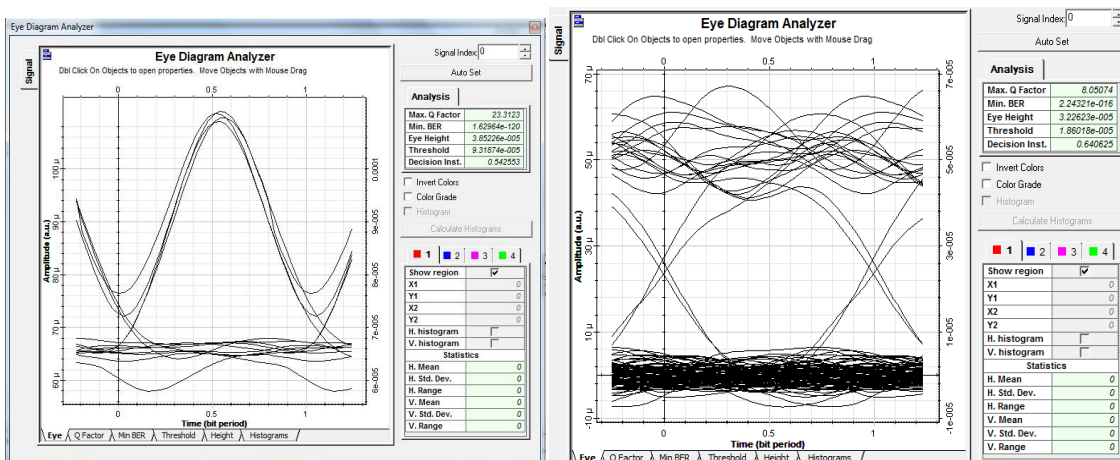 Eye Diagram Analyzer
Signal
Eye Diagram Analyzer
Dbl Click On Objects to open properties. Move Objects with Mouse Drag
0 0.5 1
Amplitude (a.u.)
60 µ 70 µ 80 µ 90 µ 100 µ
6e-005 7e-005 8e-005 9e-005 0.0001
0 0.5 1
Time (bit period)
Eye Q Factor Min BER Threshold Height Histograms
Signal Index: 0
Auto Set
Analysis
Max. Q Factor 23.3123
Min. BER 1.62964e-120
Eye Height 3.85226e-005
Threshold 9.31874e-005
Decision Inst. 0.542553
Invert Colors
Color Grade
Histogram
Calculate Histograms
1 2 3 4
Show region
X1 0
Y1 0
X2 0
Y2 0
H. histogram
V. histogram
Statistics
H. Mean 0
H. Std. Dev. 0
H. Range 0
V. Mean 0
V. Std. Dev. 0
V. Range 0
Signal
Eye Diagram Analyzer
Dbl Click On Objects to open properties. Move Objects with Mouse Drag
0 0.5 1
Amplitude (a.u.)
-10 µ 10 µ 30 µ 50 µ 70 µ
-1e-005 1e-005 3e-005 5e-005 7e-005
0 0.5 1
Time (bit period)
Eye Q Factor Min BER Threshold Height Histograms
Signal Index: 0
Auto Set
Analysis
Max. Q Factor 8.05074
Min. BER 2.24321e-016
Eye Height 3.22623e-005
Threshold 1.86018e-005
Decision Inst. 0.640625
Invert Colors
Color Grade
Histogram
Calculate Histograms
1 2 3 4
Show region
X1 0
Y1 0
X2 0
Y2 0
H. histogram
V. histogram
Statistics
H. Mean 0
H. Std. Dev. 0
H. Range 0
V. Mean 0
V. Std. Dev. 0
V. Range 0